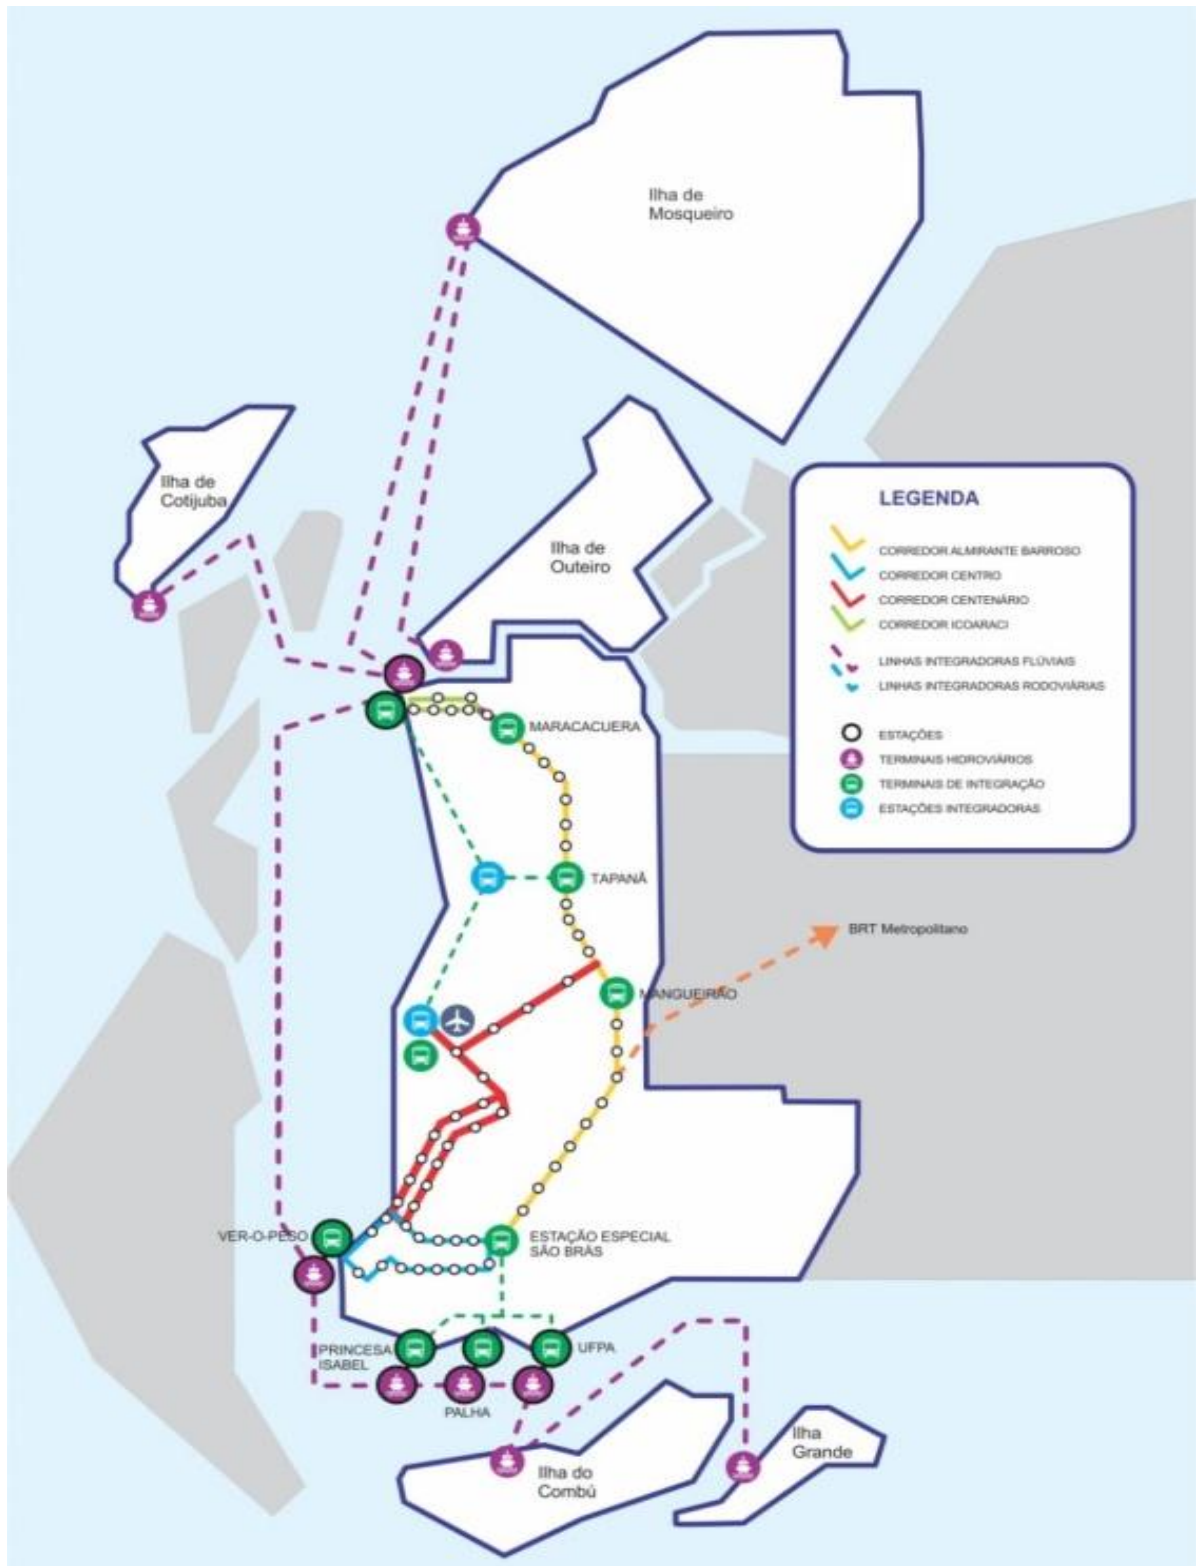 Ilha de
Mosqueiro
Ilha de
Cotijuba
Ilha de
Outeiro
LEGENDA
CORREDOR ALMIRANTE BARROSO
CORREDOR CENTRO
CORREDOR CENTENÁRIO
CORREDOR ICOARACI
LINHAS INTEGRADORAS FLÚVIAIS
LINHAS INTEGRADORAS RODOVIÁRIAS
ESTAÇÕES
TERMINAIS HIDROVIÁRIOS
TERMINAIS DE INTEGRAÇÃO
ESTAÇÕES INTEGRADORAS
MARACACUERA
TAPANÃ
BRT Metropolitano
MANGUEIRÃO
VER-O-PESO
ESTAÇÃO ESPECIAL
SÃO BRÁS
PRINCESA
ISABEL
UFPA
PALHA
Ilha
Grande
Ilha do
Combú